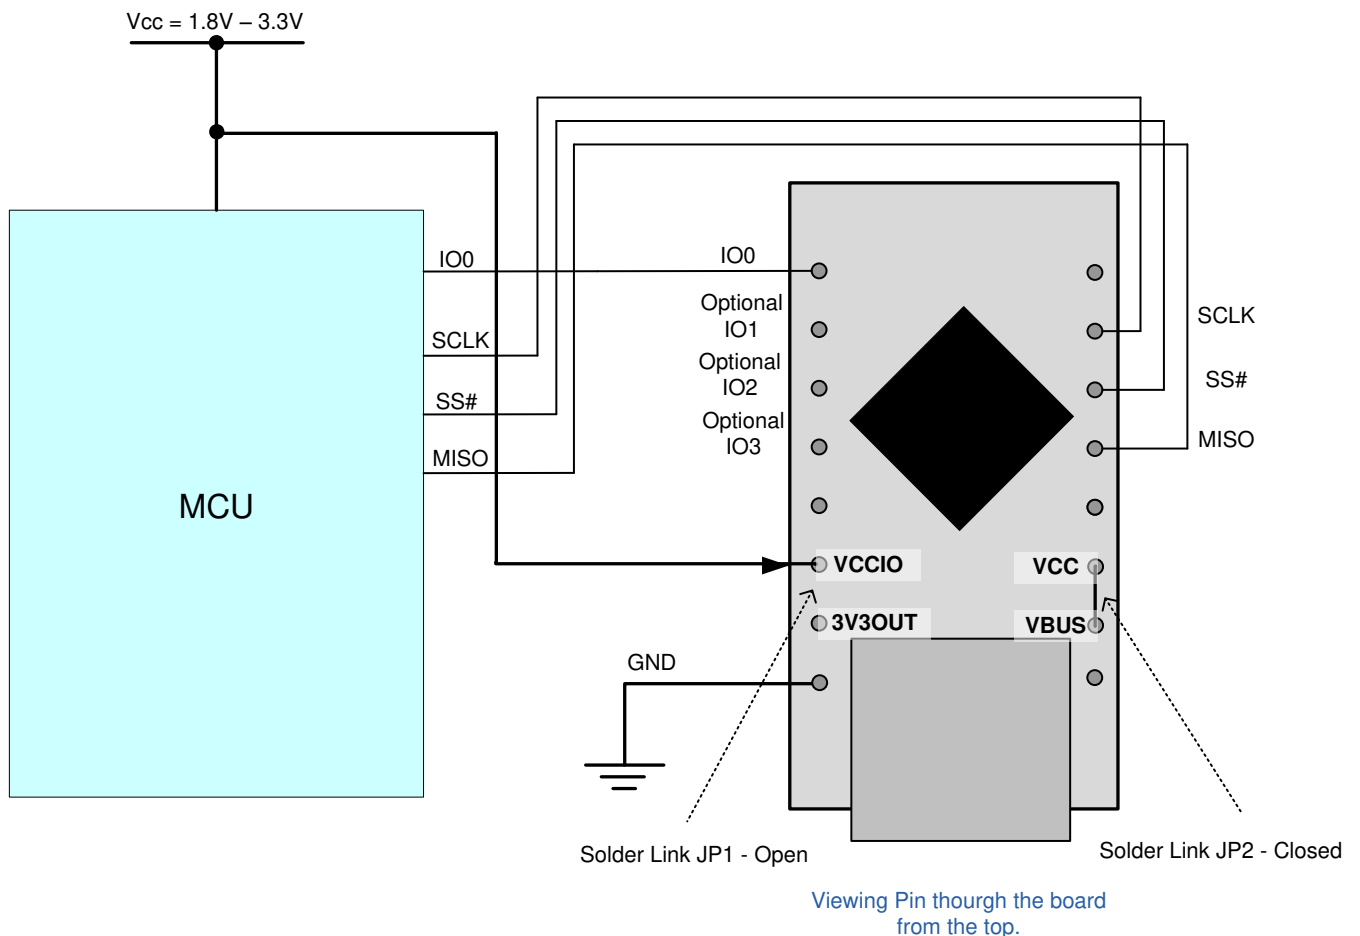 Vcc = 1.8V – 3.3V
IO0
SCLK
SS#
MISO
MCU
IO0
Optional
IO1
Optional
IO2
Optional
IO3
SCLK
SS#
MISO
VCCIO
VCC
3V3OUT
VBUS
GND
Solder Link JP1 - Open
Solder Link JP2 - Closed
Viewing Pin thourgh the board
from the top.